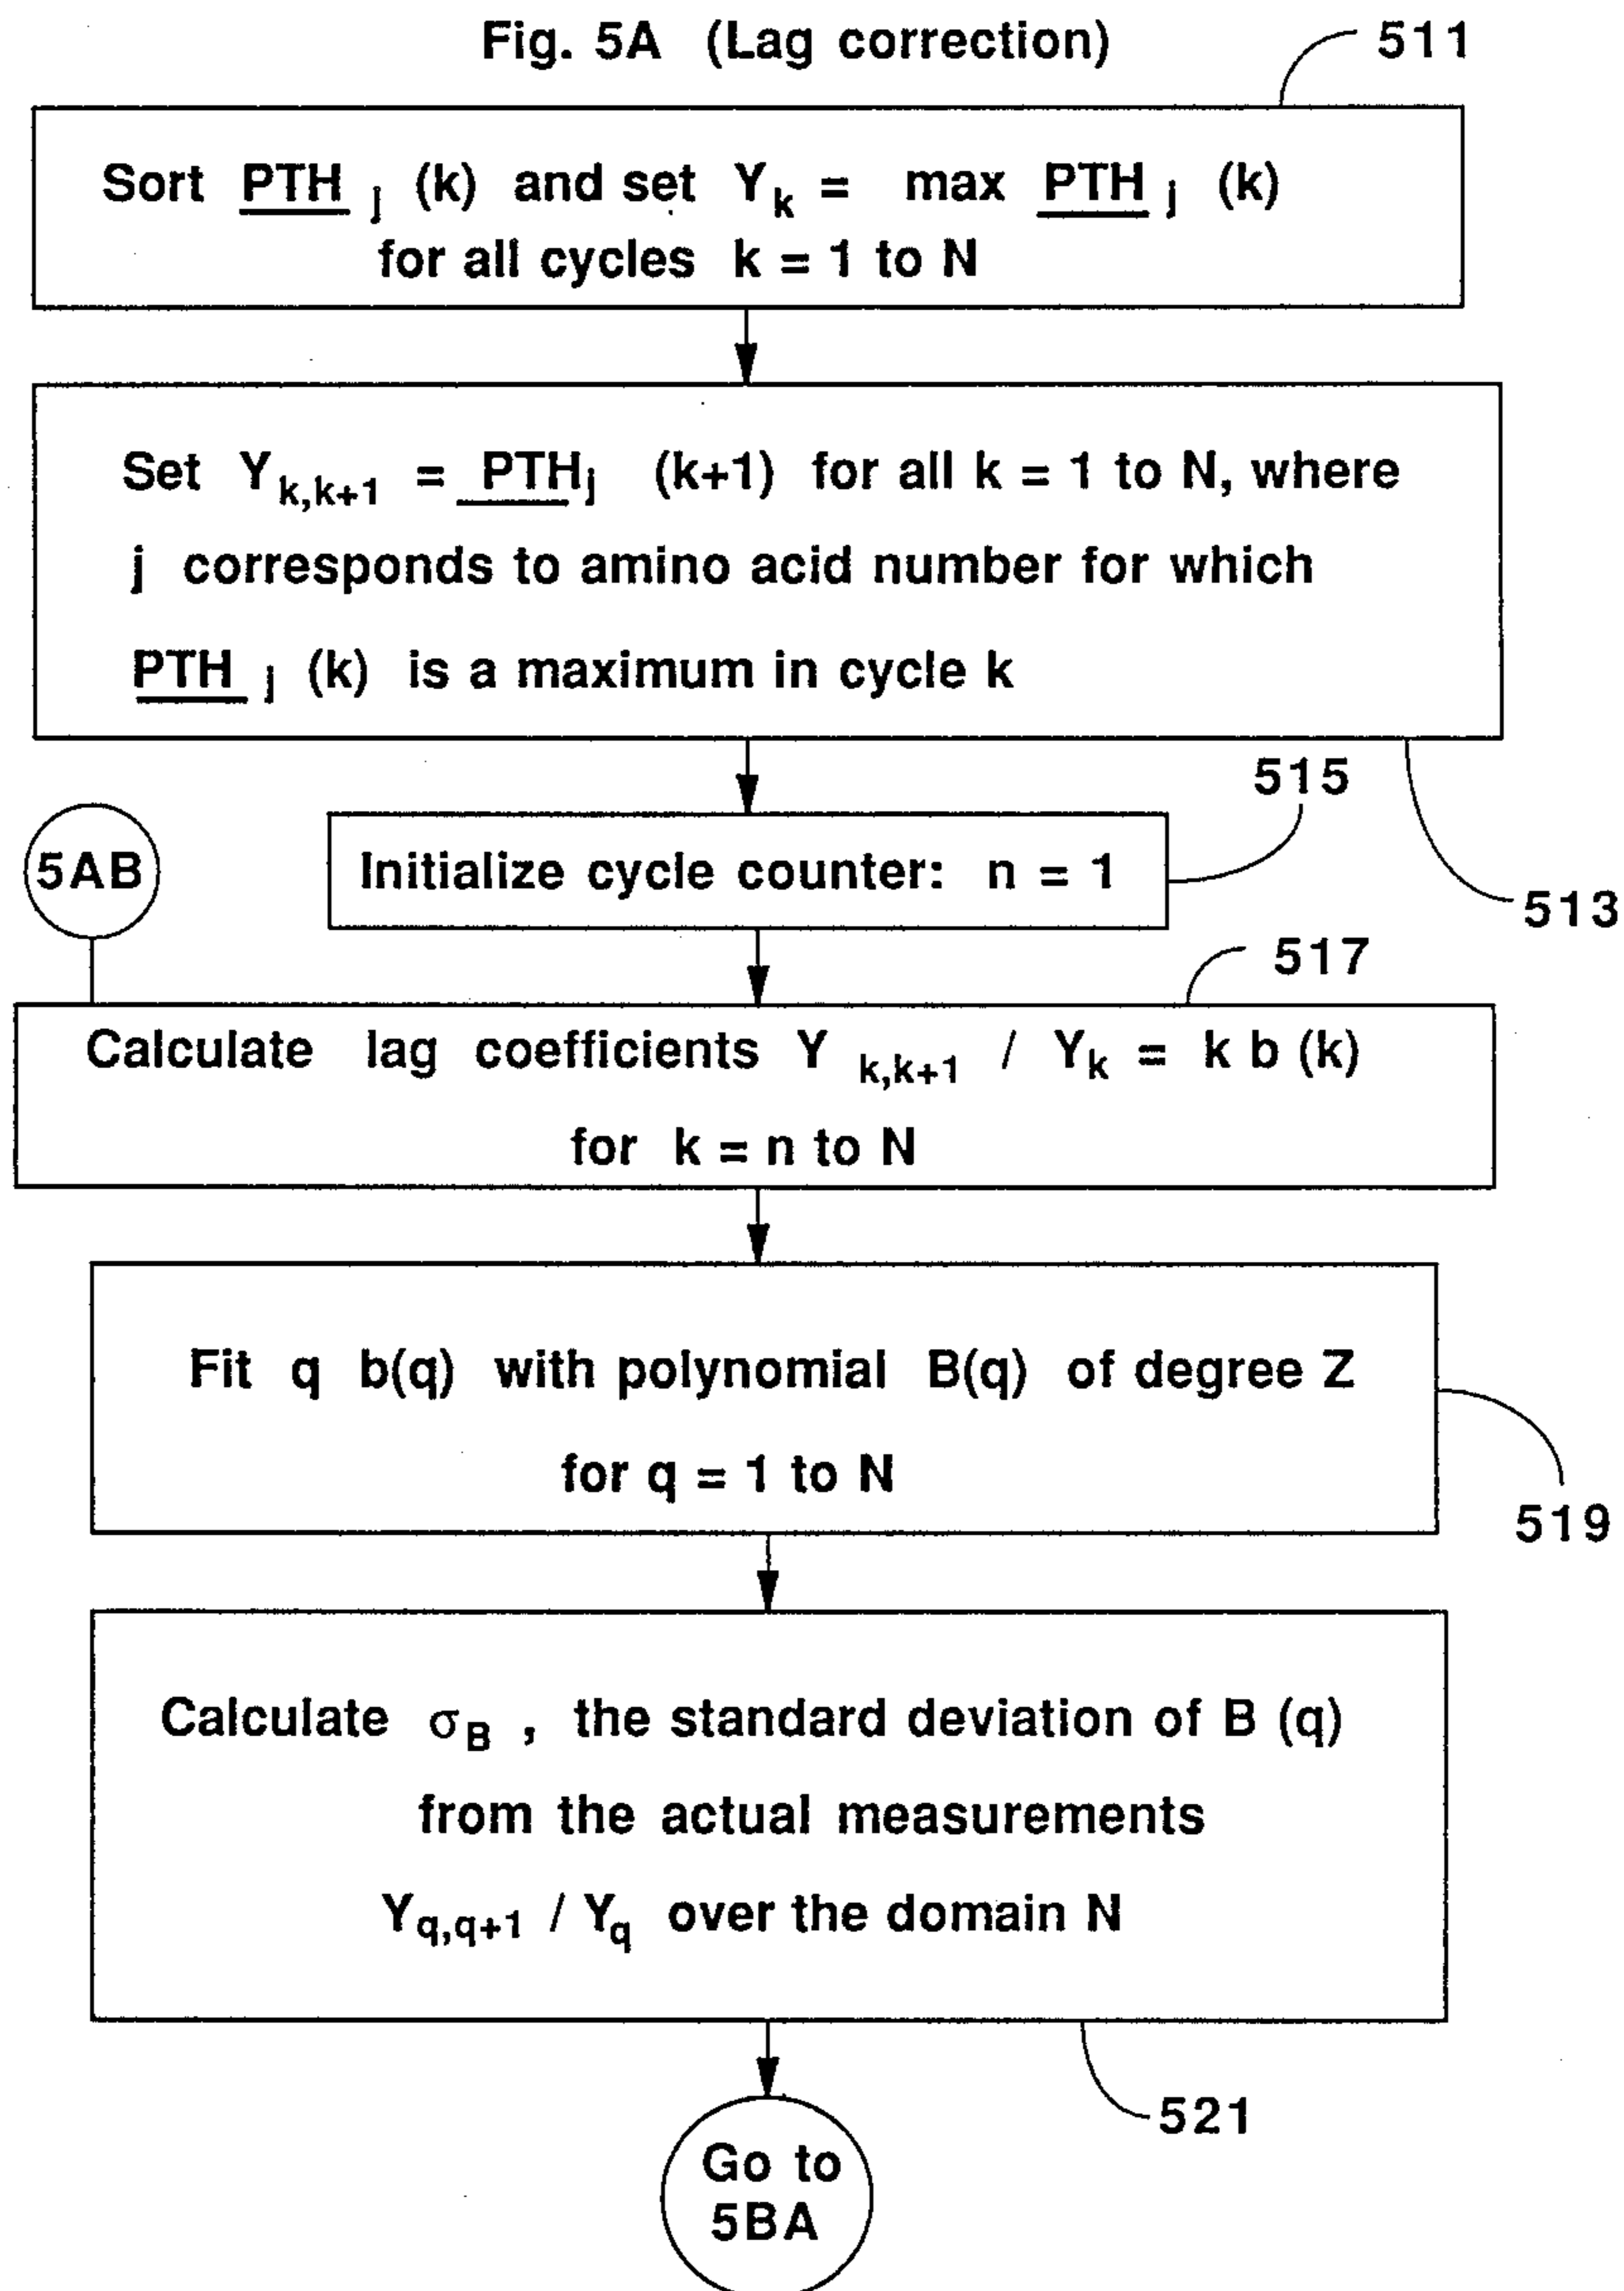 Fig. 5A (Lag correction)
511
Sort PTH j (k) and set Yk = max PTH j (k)
for all cycles k = 1 to N
Set Yk,k+1 = PTHj (k+1) for all k = 1 to N, where
j corresponds to amino acid number for which
PTH j (k) is a maximum in cycle k
513
515
5AB
Initialize cycle counter: n = 1
517
Calculate lag coefficients Y k,k+1 / Yk = k b (k)
for k = n to N
Fit q b(q) with polynomial B(q) of degree Z
for q = 1 to N
519
Calculate σB , the standard deviation of B (q)
from the actual measurements
Yq,q+1 / Yq over the domain N
521
Go to
5BA